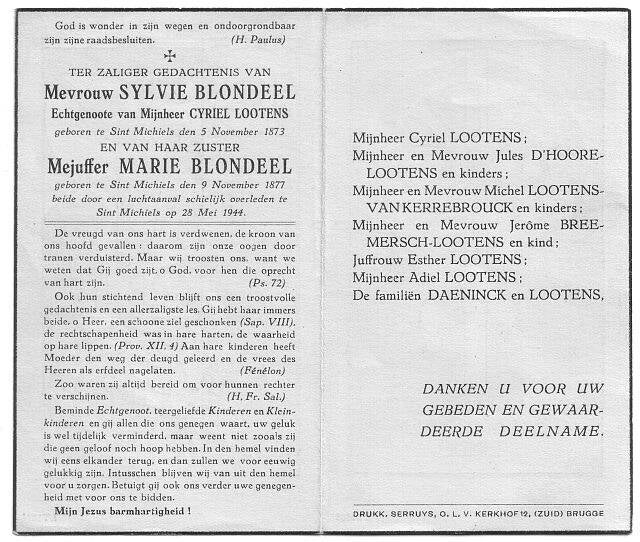 God is wonder in zijn wegen en ondoorgrondbaar
zijn zijne raadsbesluiten. (H. Paulus)
TER ZALIGER GEDACHTENIS VAN
Mevrouw SYLVIE BLONDEEL
Echtgenoote van Mijnheer CYRIEL LOOTENS
geboren te Sint Michiels den 5 November 1873
EN VAN HAAR ZUSTER
Mejuffer MARIE BLONDEEL
geboren te Sint Michiels den 9 November 1877
beide door een luchtaanval schielijk overleden te
Sint Michiels op 28 Mei 1944.
De vreugd van ons hart is verdwenen, de kroon van
ons hoofd gevallen : daarom zijn onze oogen door
tranen verduisterd. Maar wij troosten ons. want we
weten dat Gij goed zijt, o God, voor hen die oprecht
van hart zijn. (Ps. 72)
Ook hun stichtend leven blijft ons een troostvolle
gedachtenis en een allerzaligste les. Gij hebt haar immers
beide, o Heer, een schoone ziel geschonken (Sap. VIII),
de rechtschapenheid was in hare harten, de waarheid
op hare lippen. (Prov. XII. 4) Aan hare kinderen heeft
Moeder den weg der deugd geleerd en de vrees des
Heeren als erfdeel nagelaten. (Fénélon)
Zoo waren zij altijd bereid om voor hunnen rechter
te verschijnen. (H. Fr. Sal.)
Beminde Echtgenoot, teergeliefde Kinderen en Klein-
kinderen en gij allen die ons genegen waart, uw geluk
is wel tijdelijk verminderd, maar weent niet zooals zij
die geen geloof noch hoop hebben. In den hemel vinden
wij eens elkander terug, en dan zullen we voor eeuwig
gelukkig zijn. Intusschen blijven wij van uit den hemel
voor u zorgen. Betuigt gij ook ons verder uwe genegen-
heid met voor ons te bidden.
Mijn Jezus barmhartigheid !
Mijnheer Cyriel LOOTENS ;
Mijnheer en Mevrouw Jules D'HOORE-
LOOTENS en kinders ;
Mijnheer en Mevrouw Michel LOOTENS-
VAN KERREBROUCK en kinders ;
Mijnheer en Mevrouw Jerôme BREE-
MERSCH-LOOTENS en kind ;
Juffrouw Esther LOOTENS ;
Mijnheer Adiel LOOTENS ;
De familiën DAENINCK en LOOTENS,
DANKEN U VOOR UW
GEBEDEN EN GEWAAR-
DEERDE DEELNAME.
DRUKK. SERRUYS, O. L. V. KERKHOF 12, (ZUID) BRUGGE